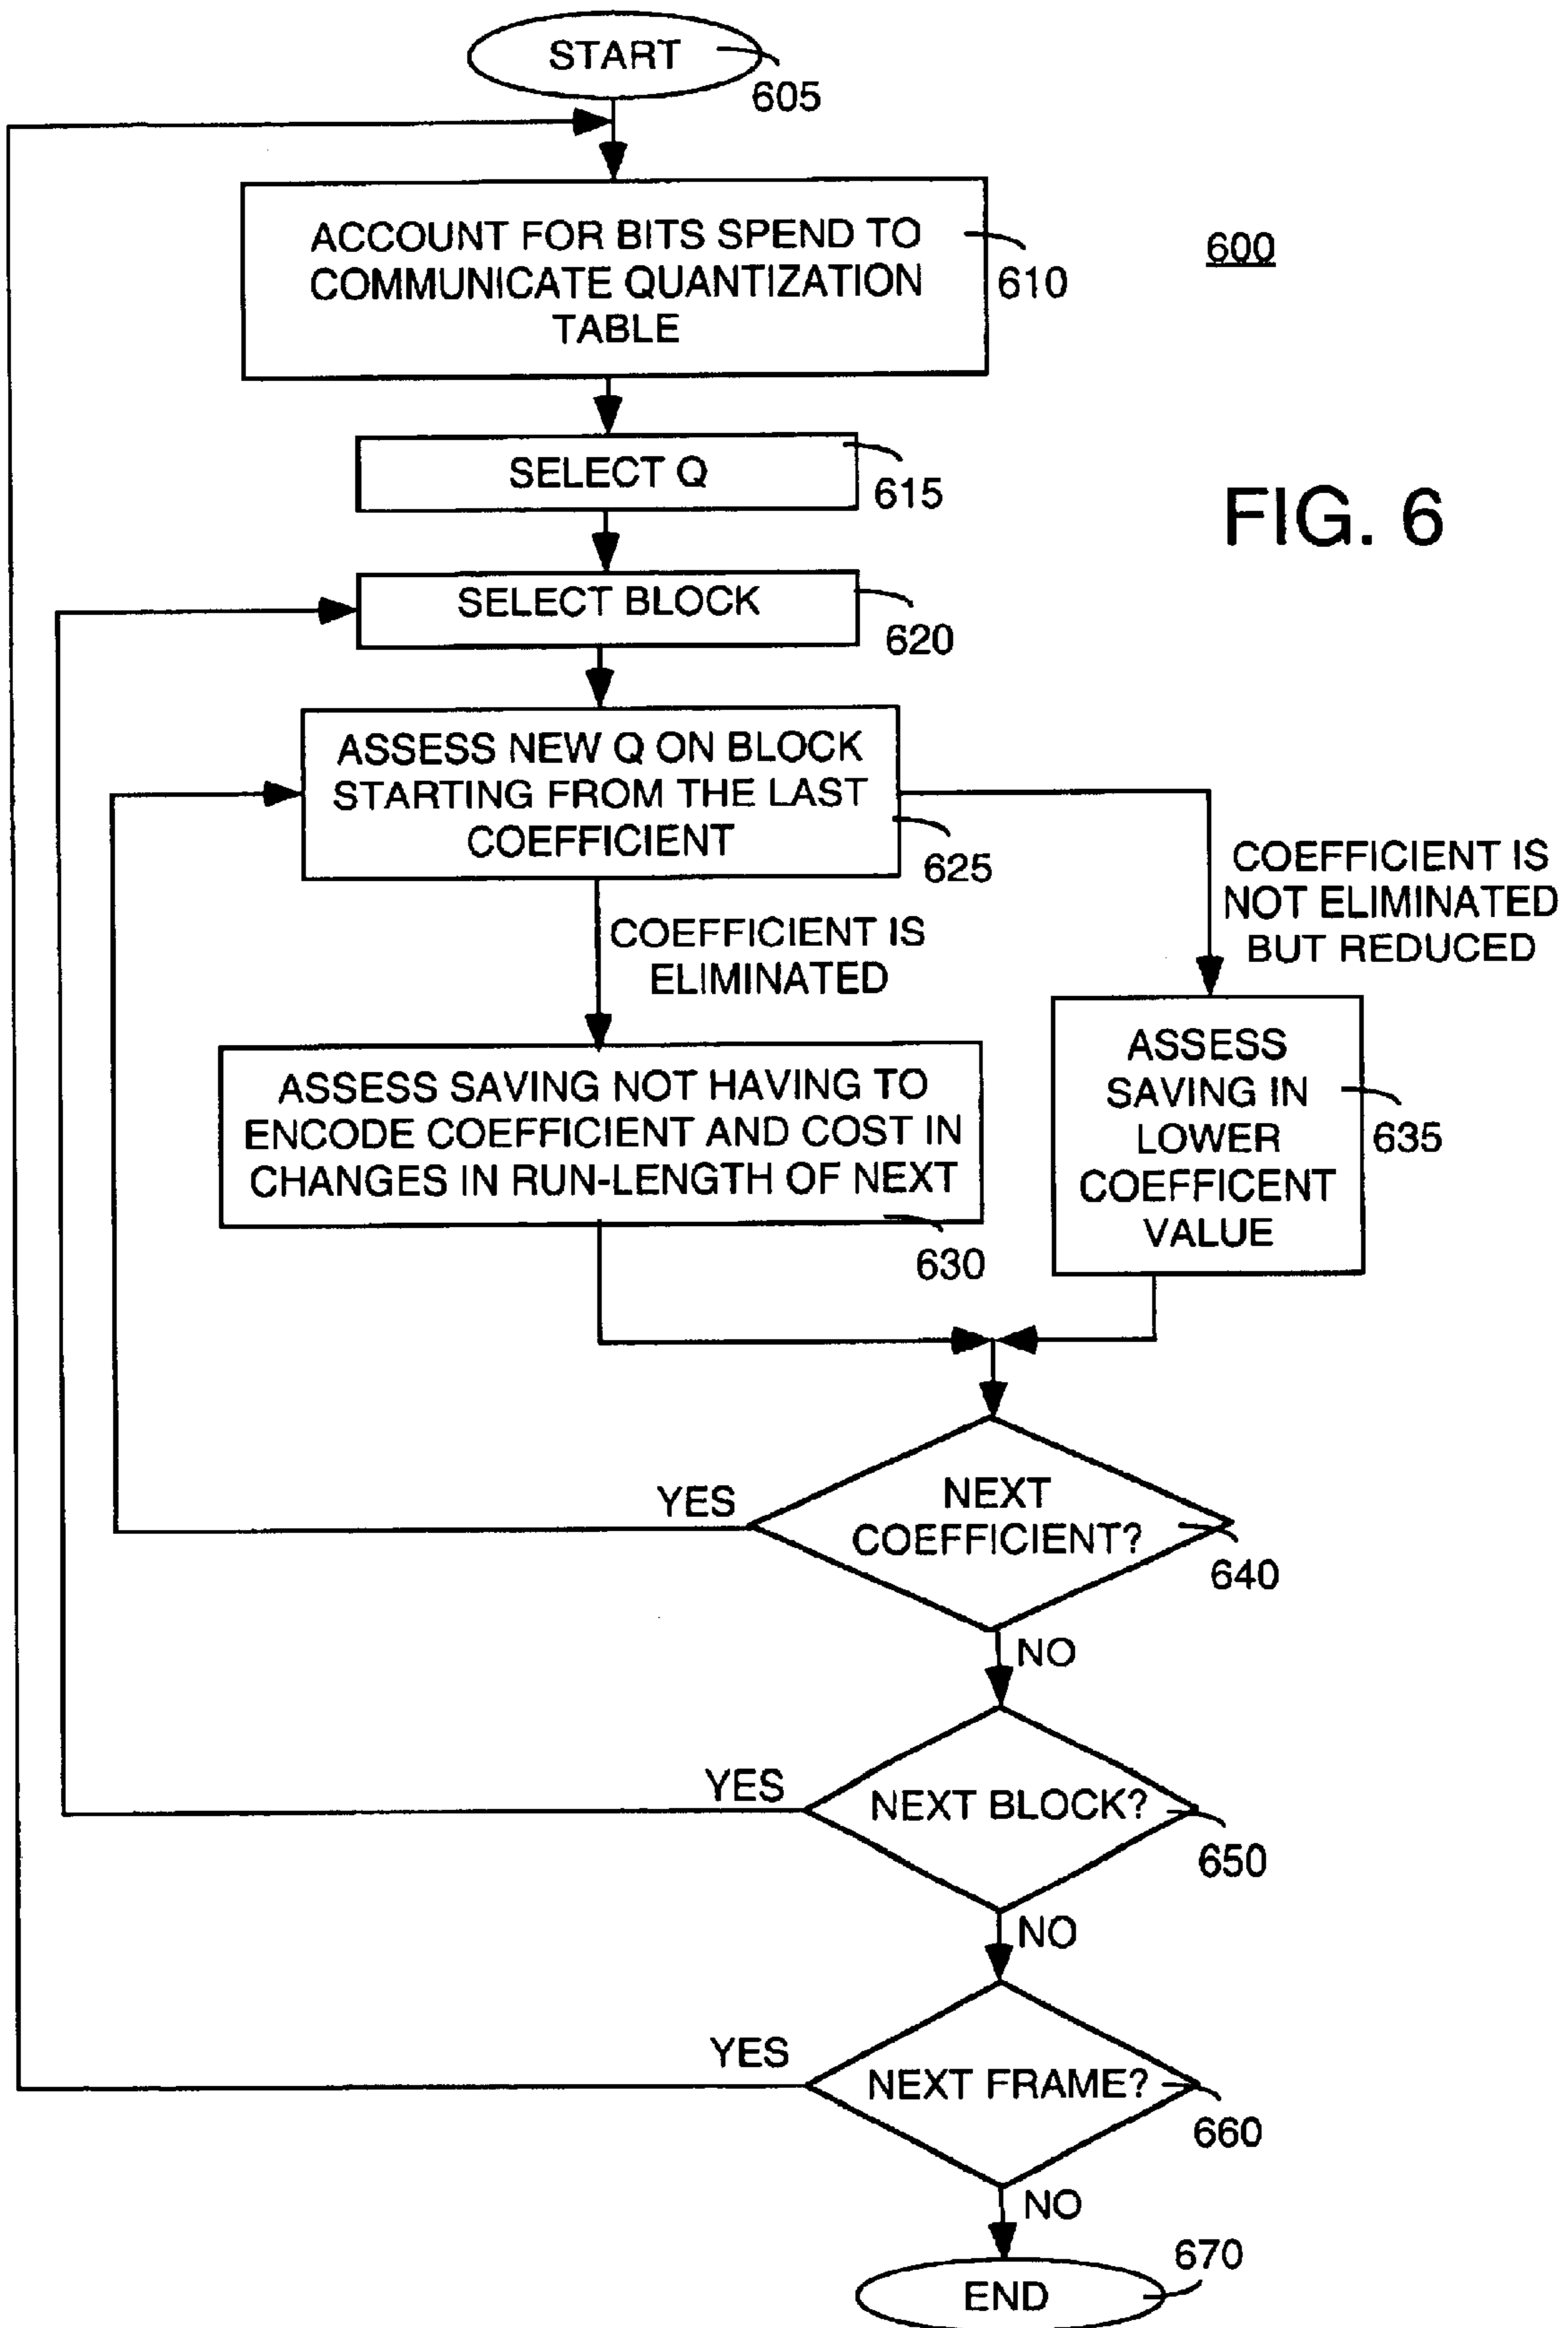 START
605
ACCOUNT FOR BITS SPEND TO
COMMUNICATE QUANTIZATION
TABLE
610
600
SELECT Q
615
FIG. 6
SELECT BLOCK
620
ASSESS NEW Q ON BLOCK
STARTING FROM THE LAST
COEFFICIENT
625
COEFFICIENT IS
NOT ELIMINATED
BUT REDUCED
COEFFICIENT IS
ELIMINATED
ASSESS SAVING NOT HAVING TO
ENCODE COEFFICIENT AND COST IN
CHANGES IN RUN-LENGTH OF NEXT
630
ASSESS
SAVING IN
LOWER
COEFFICENT
VALUE
635
NEXT
COEFFICIENT?
640
YES
NO
NEXT BLOCK?
650
YES
NO
NEXT FRAME?
660
YES
NO
END
670